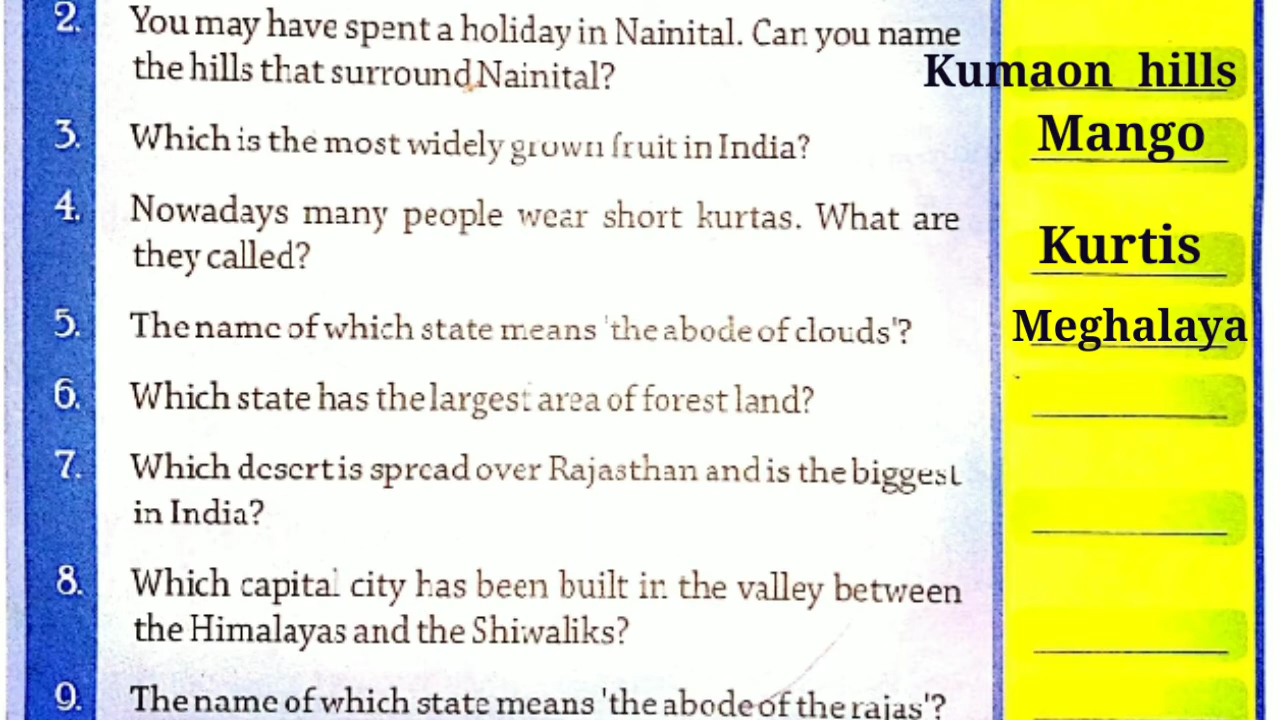 2. You may have spent a holiday in Nainital. Can you name
the hills that surround Nainital?
Kumaon hills
3. Which is the most widely grown fruit in India?
Mango
4. Nowadays many people wear short kurtas. What are
they called?
Kurtis
5. The name of which state means 'the abode of clouds'?
Meghalaya
6. Which state has the largest area of forest land?
7. Which desert is spread over Rajasthan and is the biggest
in India?
8. Which capital city has been built in the valley between
the Himalayas and the Shiwaliks?
9. The name of which state means 'the abode of the rajas'?